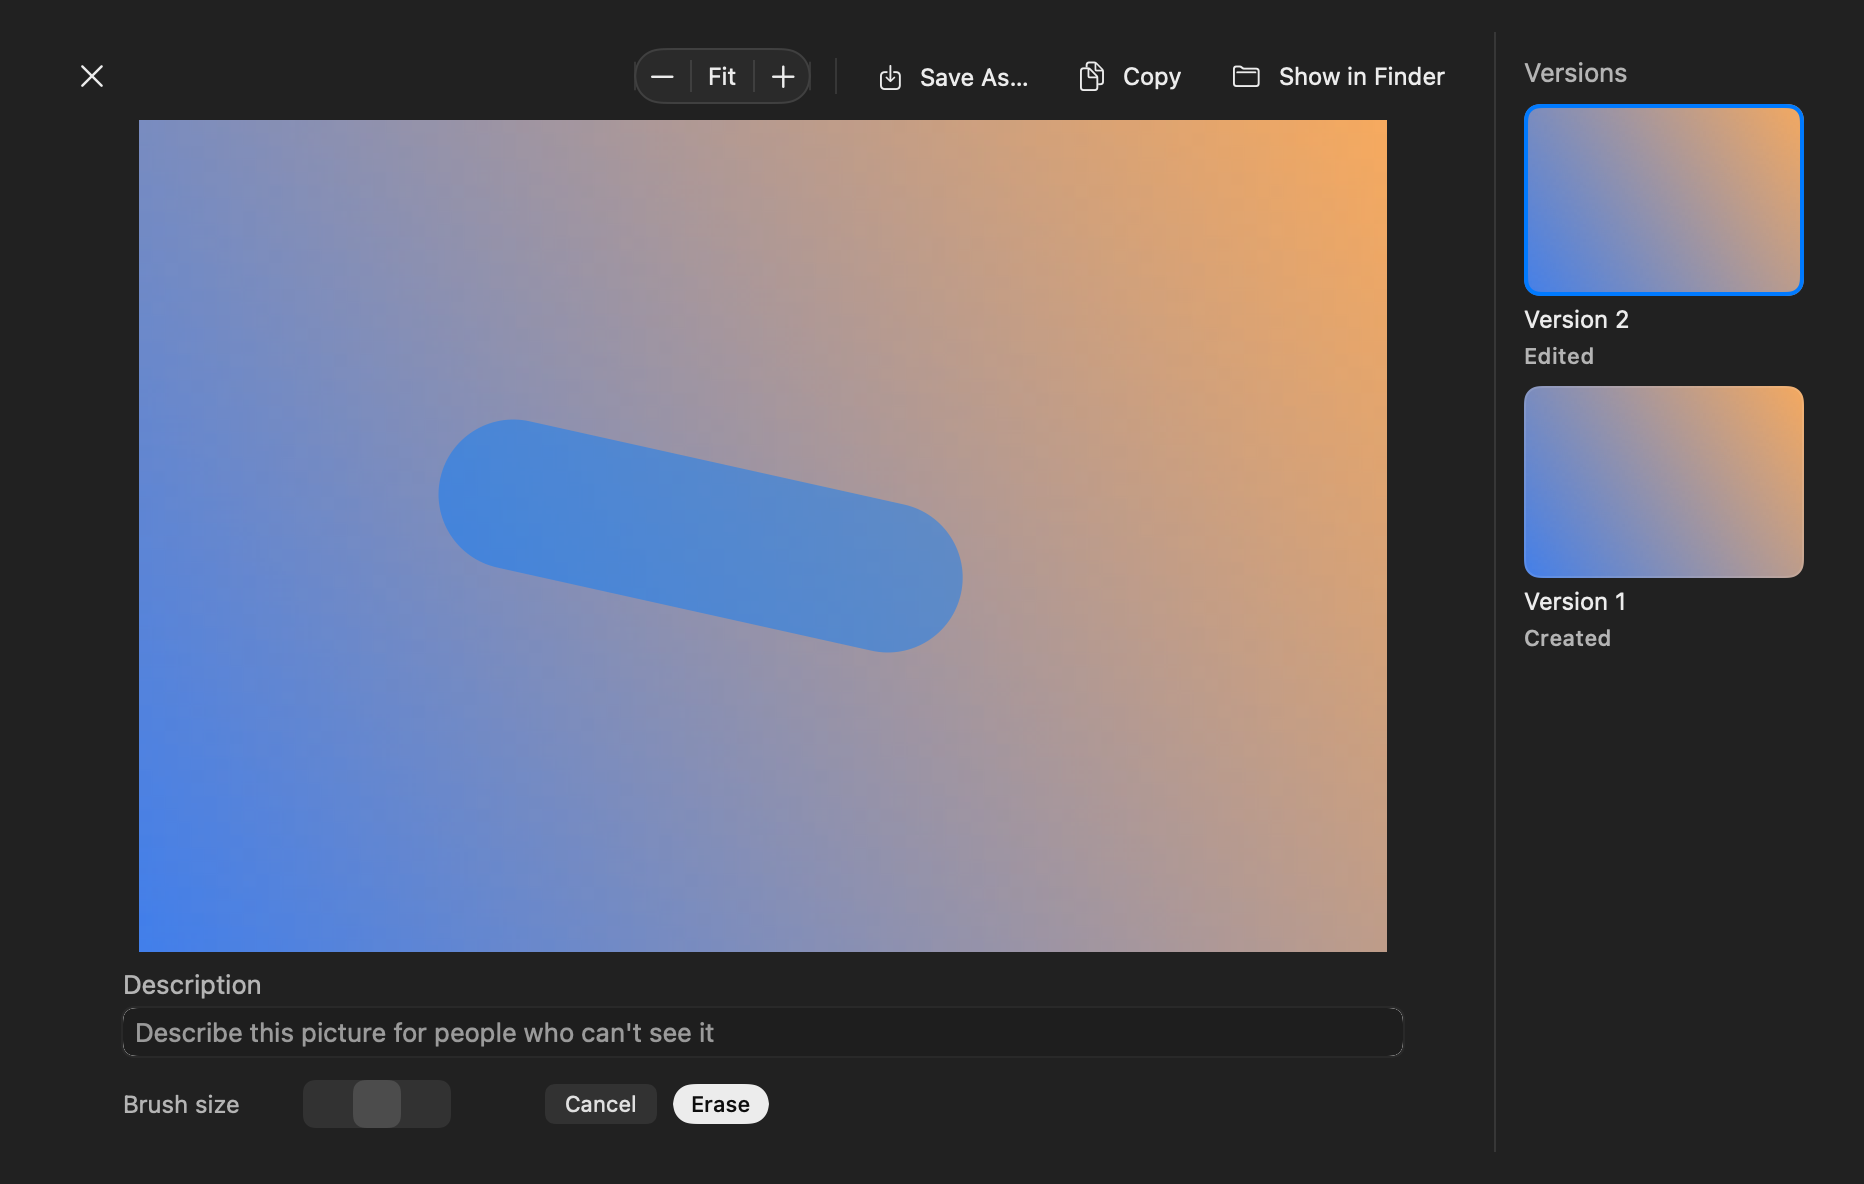 Fit
Save As...
Copy
Show in Finder
Versions
Version 2
Edited
Version 1
Created
Description
Describe this picture for people who can't see it
Brush size
Cancel
Erase